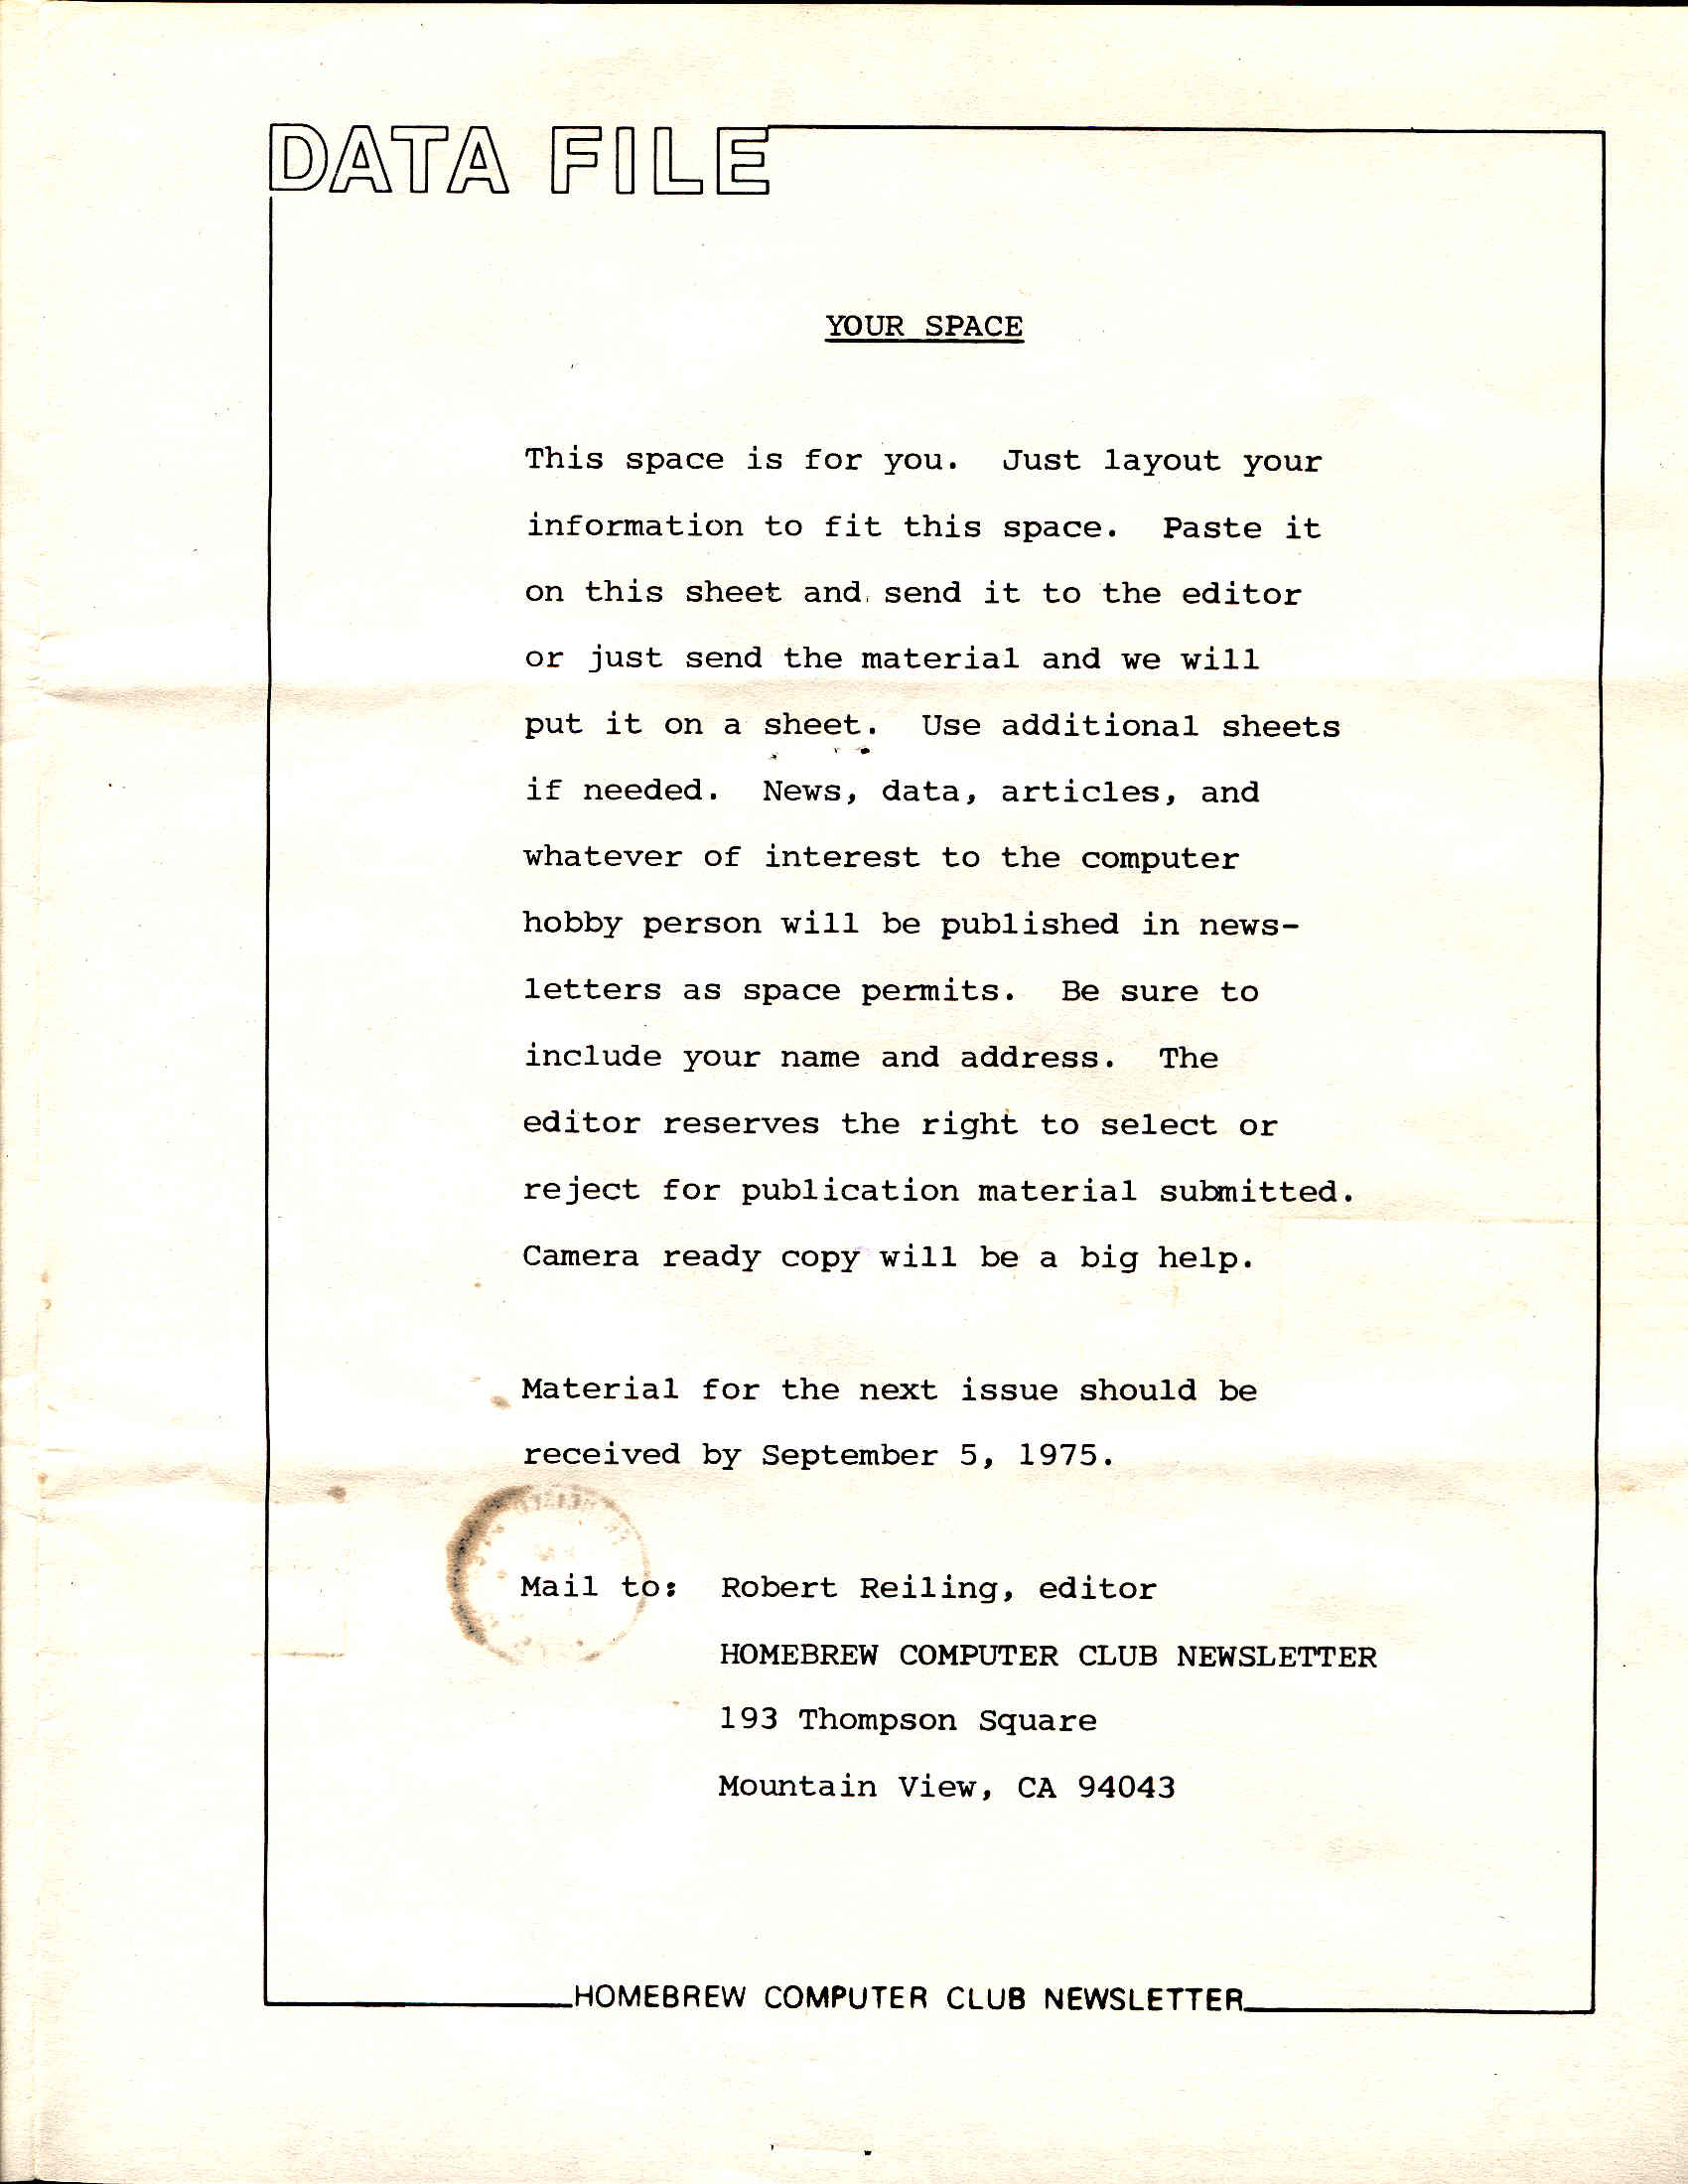 DATA FILE
YOUR SPACE
This space is for you.  Just layout your
information to fit this space.  Paste it
on this sheet and send it to the editor
or just send the material and we will
put it on a sheet.  Use additional sheets
if needed.  News, data, articles, and
whatever of interest to the computer
hobby person will be published in news-
letters as space permits.  Be sure to
include your name and address.  The
editor reserves the right to select or
reject for publication material submitted.
Camera ready copy will be a big help.
Material for the next issue should be
received by September 5, 1975.
Mail to:  Robert Reiling, editor
HOMEBREW COMPUTER CLUB NEWSLETTER
193 Thompson Square
Mountain View, CA 94043
HOMEBREW COMPUTER CLUB NEWSLETTER